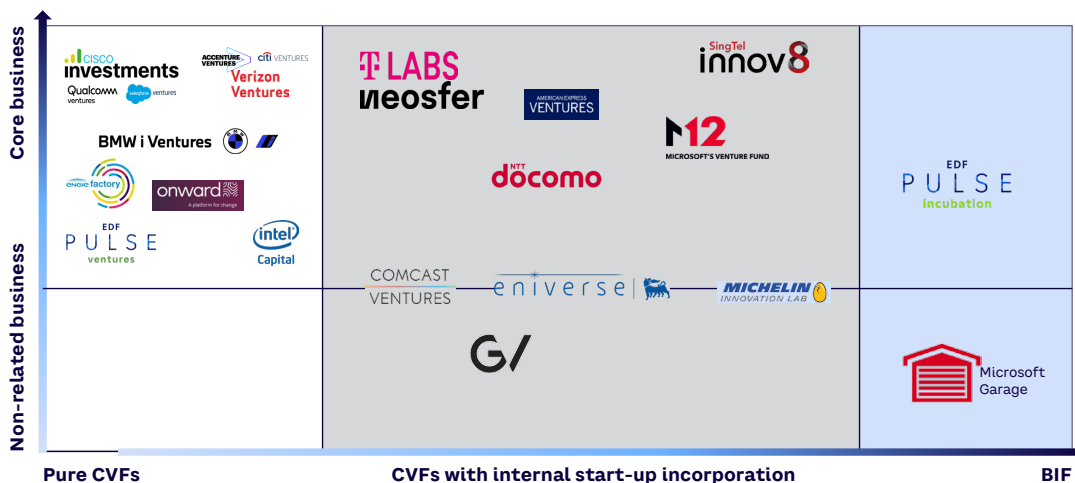 Core business
Non-related business
CISCO
investments
ACCENTURE
VENTURES
citi VENTURES
Verizon
Ventures
Qualcomm
ventures
salesforce ventures
BMW i Ventures
BMW
ENGIE factory
onward
A platform for change
EDF
PULSE
ventures
intel
Capital
T LABS
neosfer
AMERICAN EXPRESS
VENTURES
SingTel
innov8
M12
MICROSOFT'S VENTURE FUND
NTT
döcomo
COMCAST
VENTURES
eniverse
MICHELIN
INNOVATION LAB
GV
EDF
PULSE
incubation
Microsoft
Garage
Pure CVFs
CVFs with internal start-up incorporation
BIF